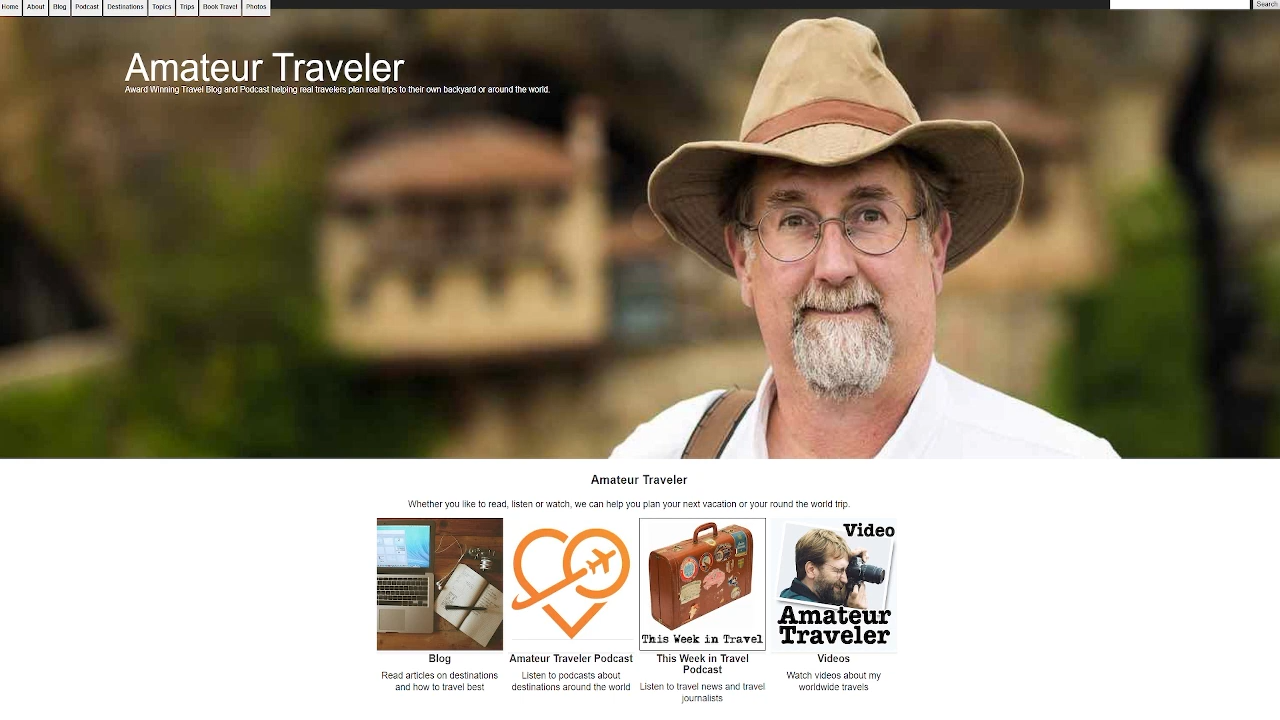 Home About Blog Podcast Destinations Topics Trips Book Travel Photos Search
Amateur Traveler
Award Winning Travel Blog and Podcast helping real travelers plan real trips to their own backyard or around the world.
Amateur Traveler
Whether you like to read, listen or watch, we can help you plan your next vacation or your round the world trip.
This Week in Travel
Video
Amateur
Traveler
Blog
Read articles on destinations
and how to travel best
Amateur Traveler Podcast
Listen to podcasts about
destinations around the world
This Week in Travel
Podcast
Listen to travel news and travel
journalists
Videos
Watch videos about my
worldwide travels